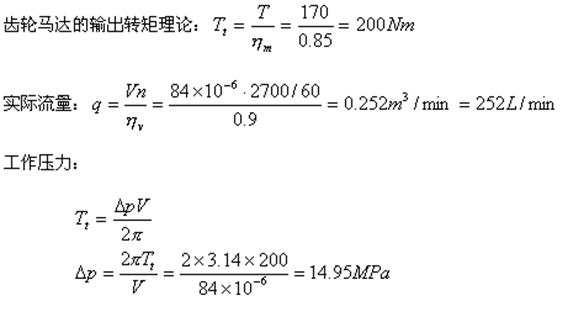 齿轮马达的输出转矩理论: T_t = T/η_m = 170/0.85 = 200Nm
实际流量: q = Vn/η_v = 84×10^{-6}·2700/60 / 0.9 = 0.252m^3/min = 252L/min
工作压力:
T_t = ΔpV/2π
Δp = 2πT_t/V = 2×3.14×200 / 84×10^{-6} = 14.95MPa